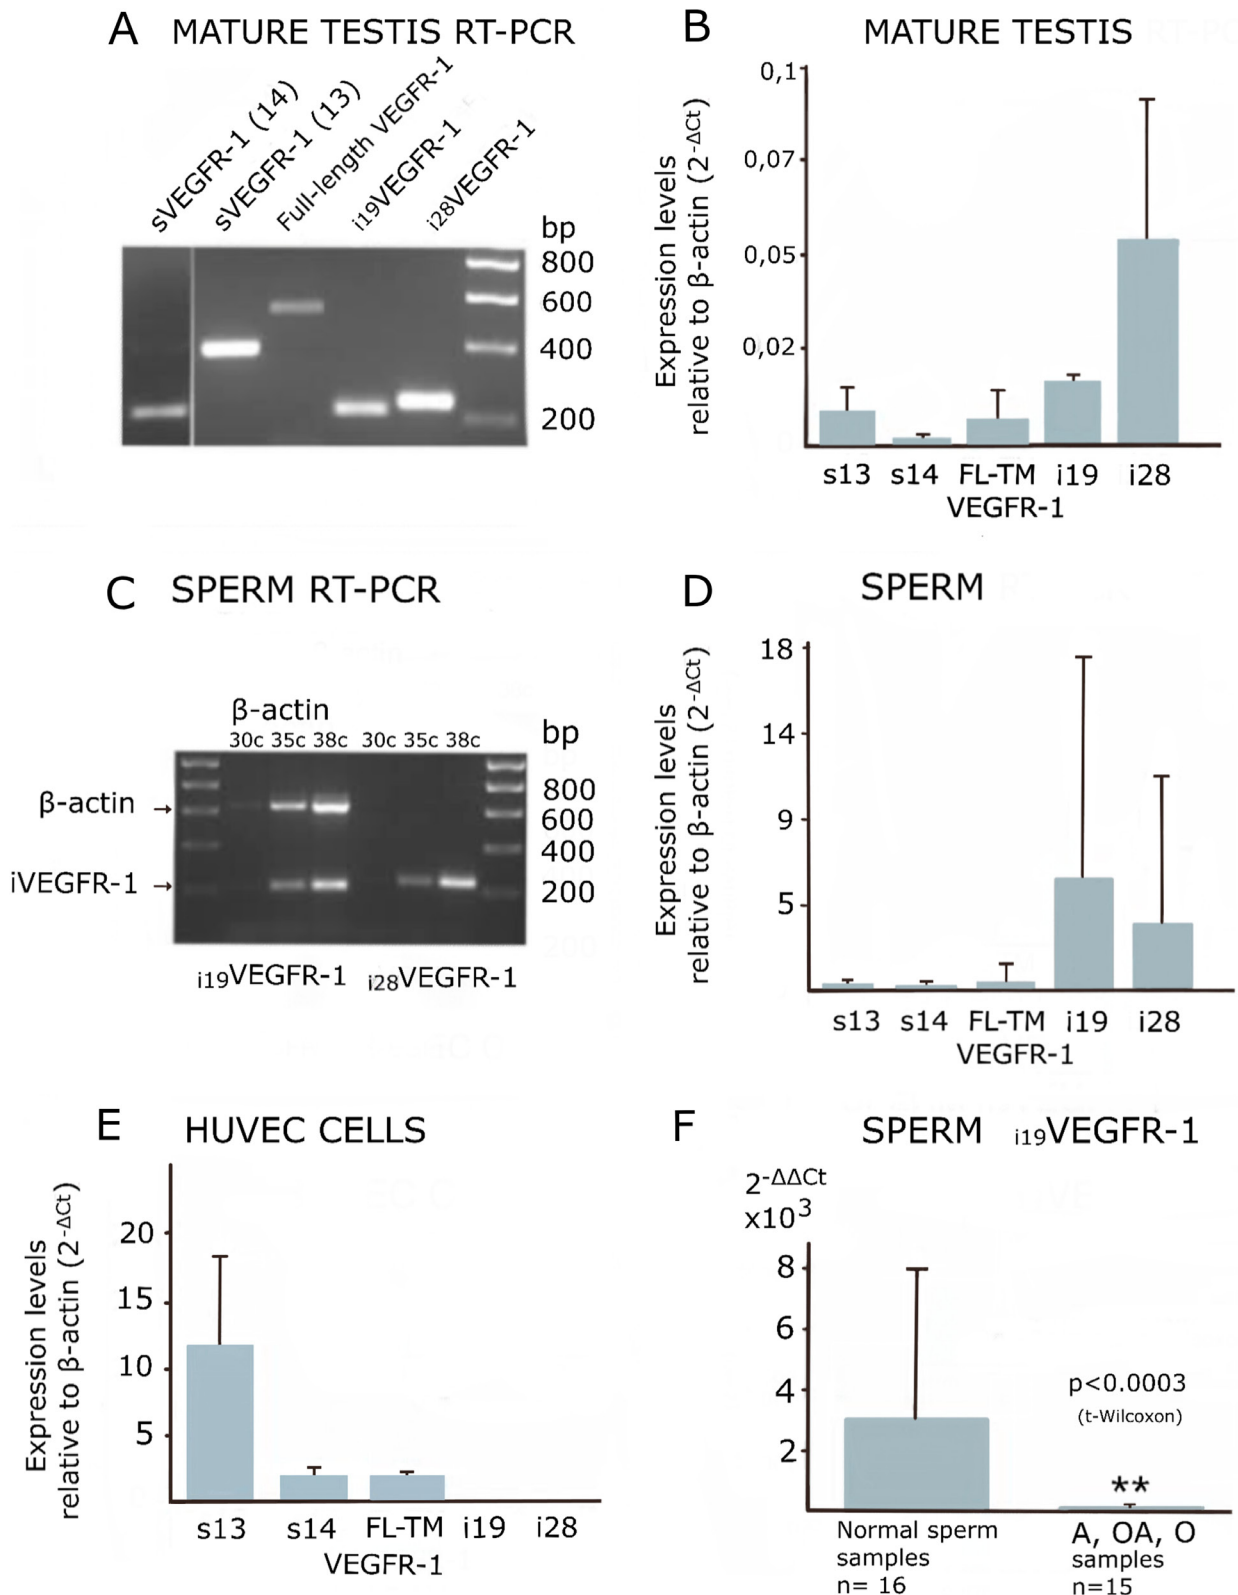 A MATURE TESTIS RT-PCR
sVEGFR-1 (14)
sVEGFR-1 (13)
Full-length VEGFR-1
i19VEGFR-1
i28VEGFR-1
bp
800
600
400
200
B MATURE TESTIS
Expression levels
relative to β-actin (2-ΔCt)
0,1
0,07
0,05
0,02
s13 s14 FL-TM i19 i28
VEGFR-1
C SPERM RT-PCR
β-actin
30c 35c 38c 30c 35c 38c
bp
β-actin
iVEGFR-1
800
600
400
200
i19VEGFR-1 i28VEGFR-1
D SPERM
Expression levels
relative to β-actin (2-ΔCt)
18
14
9
5
s13 s14 FL-TM i19 i28
VEGFR-1
E HUVEC CELLS
Expression levels
relative to β-actin (2-ΔCt)
20
15
10
5
s13 s14 FL-TM i19 i28
VEGFR-1
F SPERM i19VEGFR-1
2-ΔΔCt
x103
8
6
4
2
p<0.0003
(t-Wilcoxon)
**
Normal sperm
samples
n= 16
A, OA, O
samples
n=15